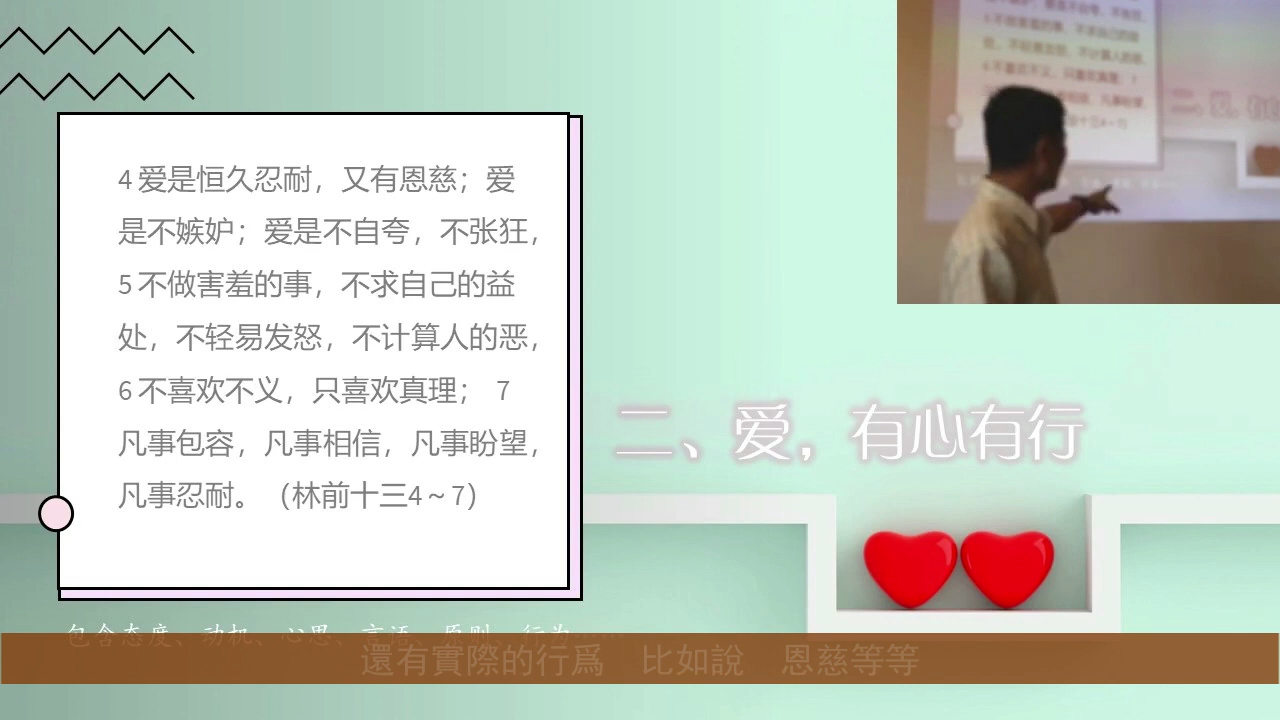 4 爱是恒久忍耐，又有恩慈；爱
是不嫉妒；爱是不自夸，不张狂，
5 不做害羞的事，不求自己的益
处，不轻易发怒，不计算人的恶，
6 不喜欢不义，只喜欢真理； 7
凡事包容，凡事相信，凡事盼望，
凡事忍耐。（林前十三4～7）
二、爱，有心有行
包含态度、动机、心思、言语、原则、行为……
還有實際的行爲 比如說 恩慈等等